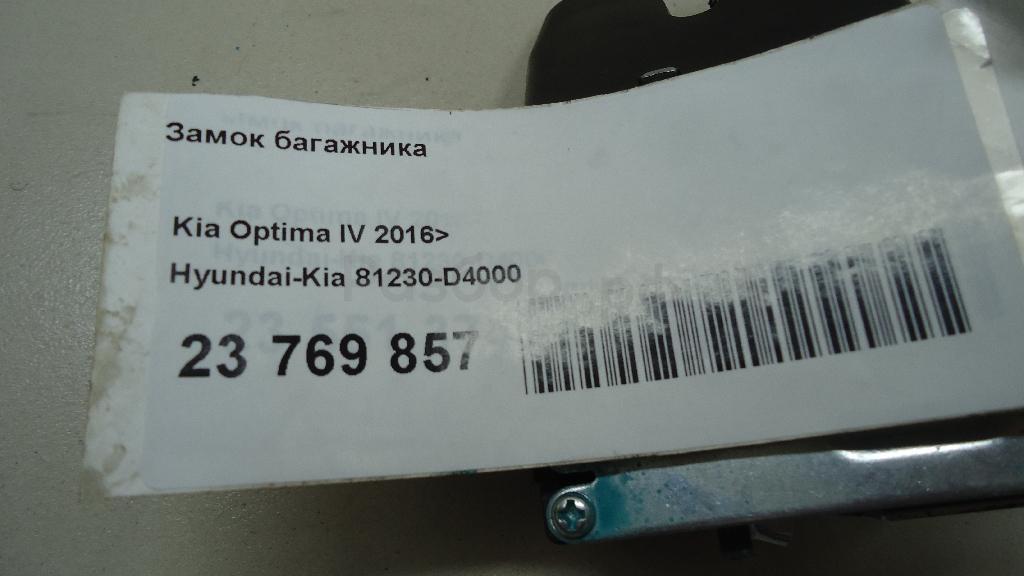 Замок багажника
Kia Optima IV 2016>
Hyundai-Kia 81230-D4000
23 769 857